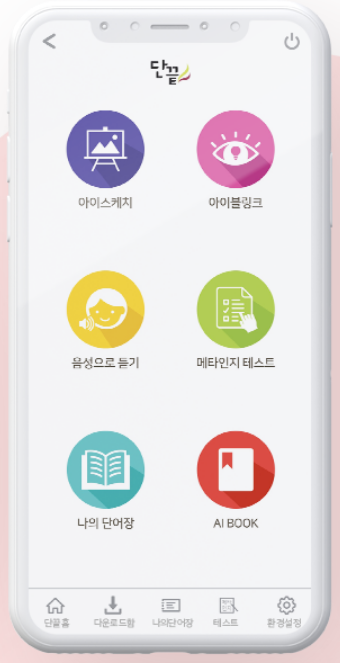 단끝
아이스케치
아이블링크
음성으로 듣기
메타인지 테스트
나의 단어장
AI BOOK
단끝홈
다운로드함
나의단어장
테스트
환경설정